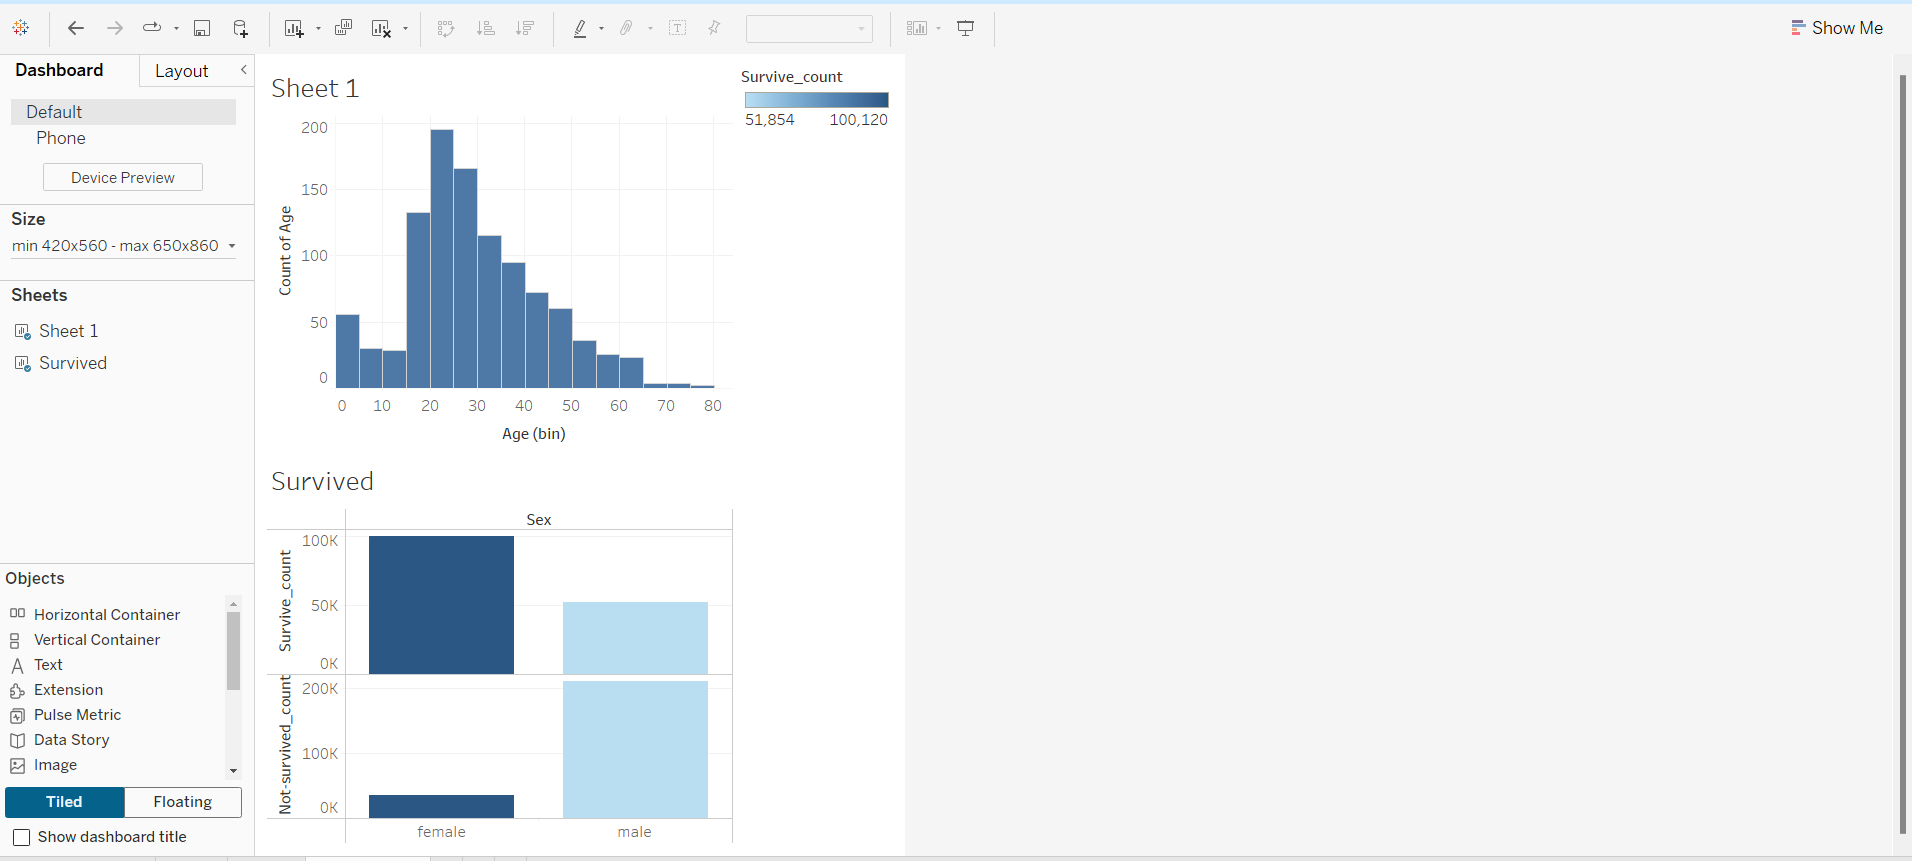 Show Me
Dashboard
Layout
Default
Phone
Device Preview
Size
min 420x560 - max 650x860
Sheets
Sheet 1
Survived
Objects
Horizontal Container
Vertical Container
Text
Extension
Pulse Metric
Data Story
Image
Tiled
Floating
Show dashboard title
Sheet 1
Survive_count
51,854 100,120
Count of Age
200
150
100
50
0
0 10 20 30 40 50 60 70 80
Age (bin)
Survived
Sex
Survive_count
100K
50K
0K
Not-survived_count
200K
100K
0K
female male